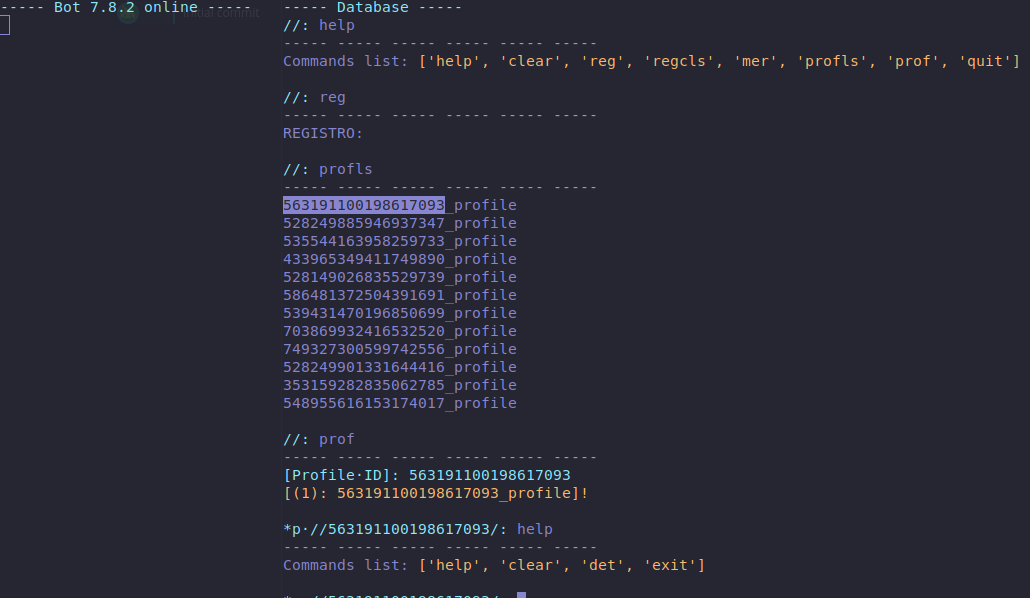 ----- Bot 7.8.2 online -----
Initial commit
----- Database -----
//: help
----- ----- ----- ----- ----- -----
Commands list: ['help', 'clear', 'reg', 'regcls', 'mer', 'profls', 'prof', 'quit']
//: reg
----- ----- ----- ----- ----- -----
REGISTRO:
//: profls
----- ----- ----- ----- ----- -----
563191100198617093_profile
528249885946937347_profile
535544163958259733_profile
433965349411749890_profile
528149026835529739_profile
586481372504391691_profile
539431470196850699_profile
703869932416532520_profile
749327300599742556_profile
528249901331644416_profile
353159282835062785_profile
548955616153174017_profile
//: prof
----- ----- ----- ----- ----- -----
[Profile·ID]: 563191100198617093
[(1): 563191100198617093_profile]!
*p·//563191100198617093/: help
----- ----- ----- ----- ----- -----
Commands list: ['help', 'clear', 'det', 'exit']